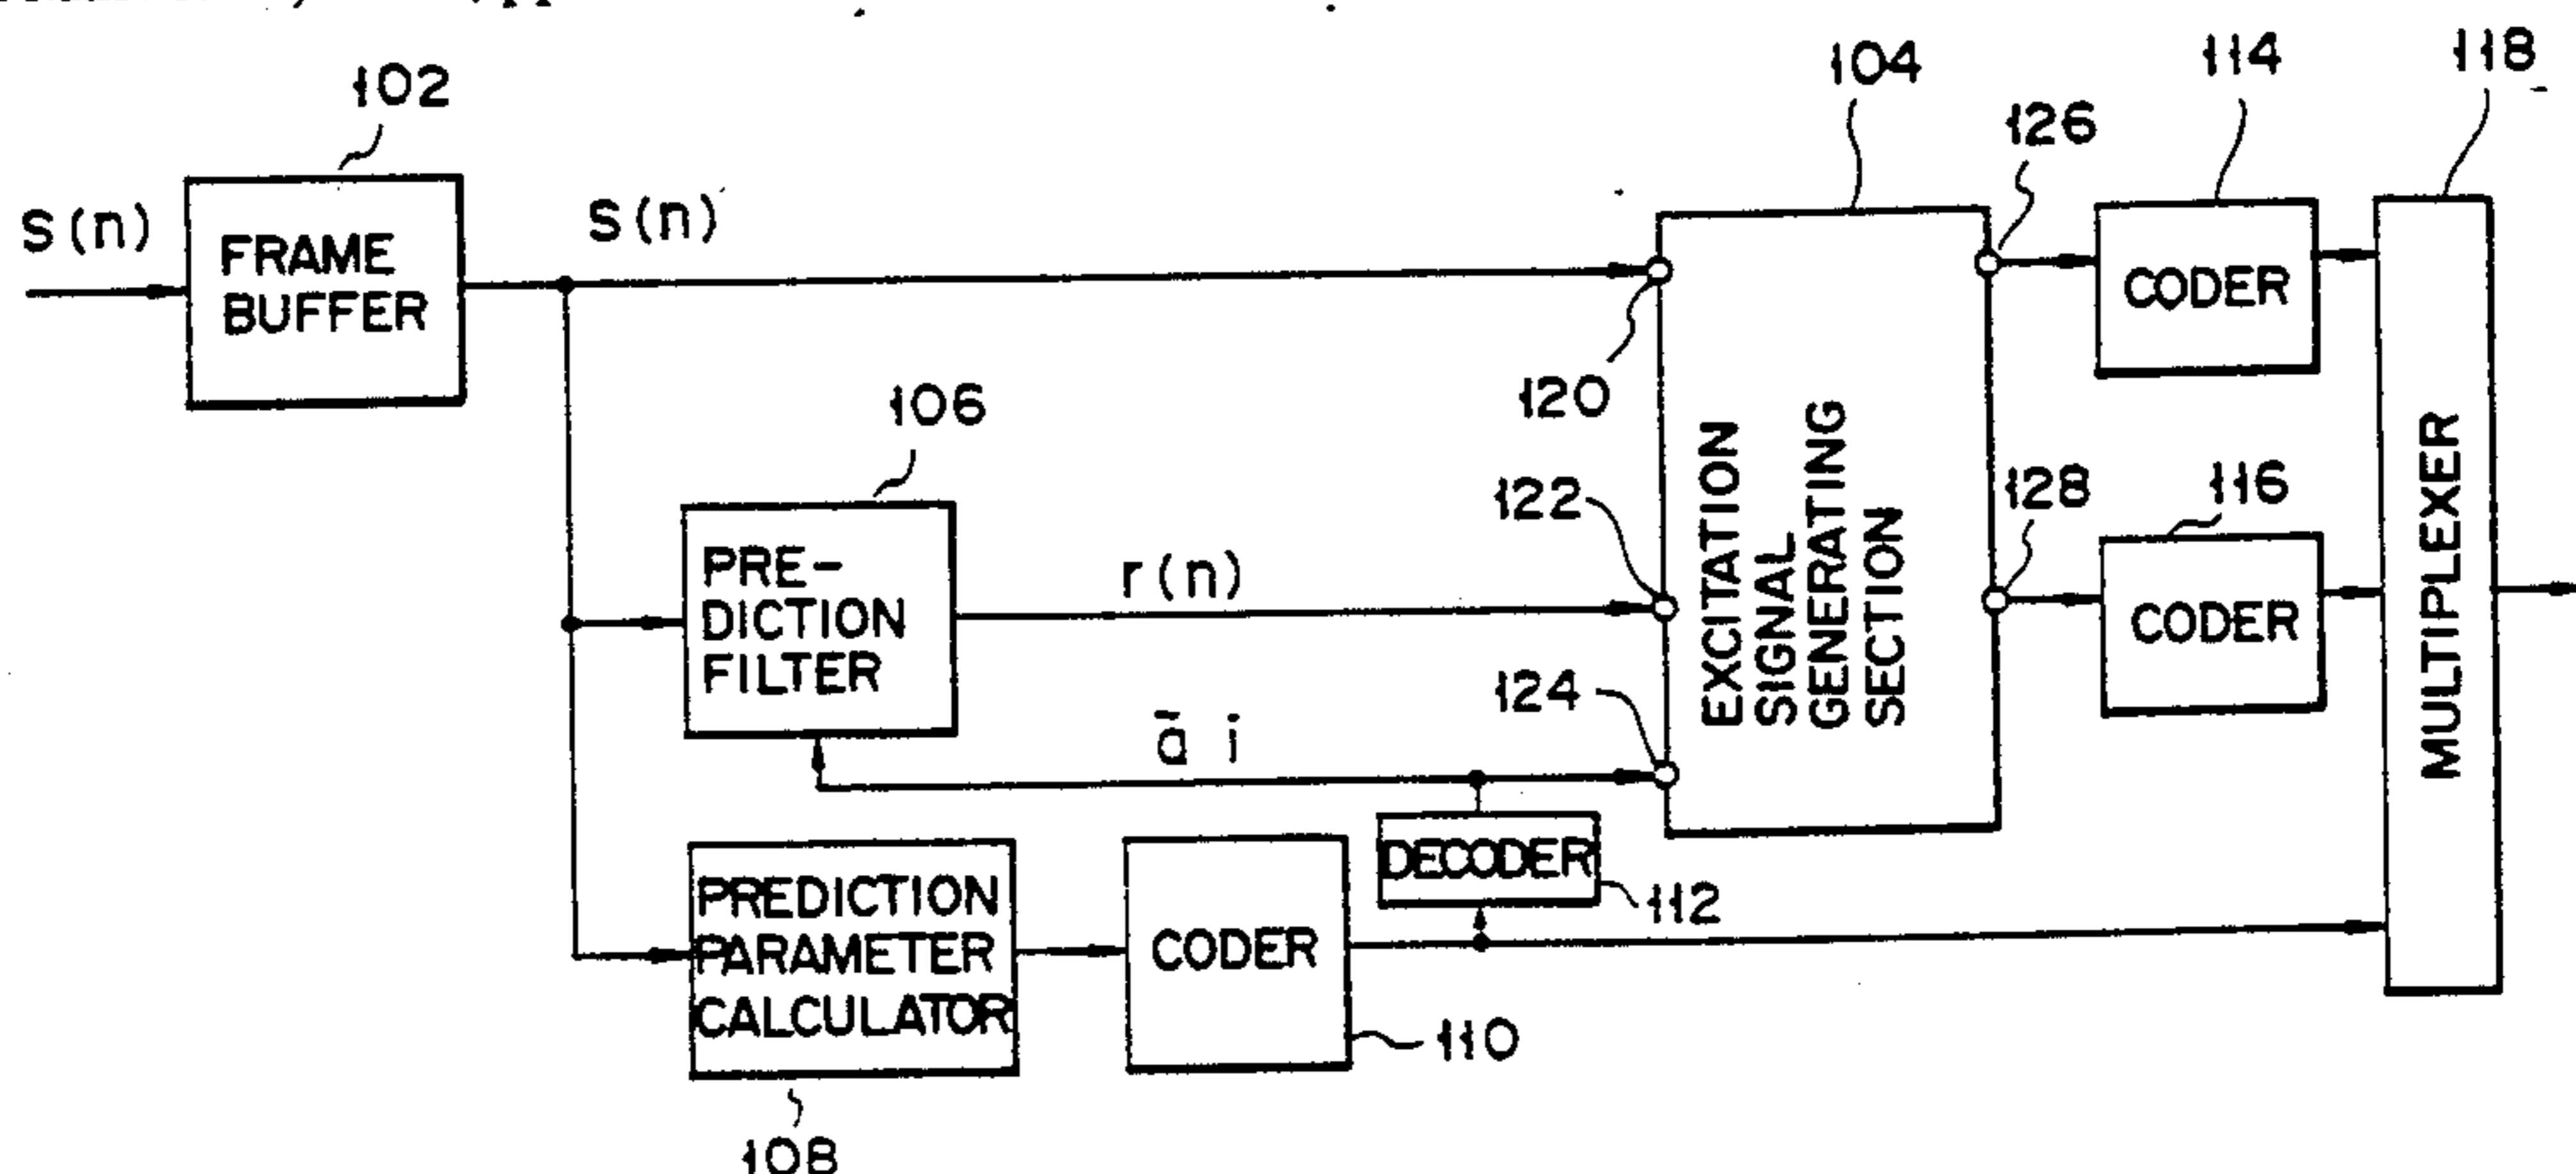 102
104
114
118
126
S(n)
FRAME
BUFFER
S(n)
CODER
120
106
122
PRE-
DICTION
FILTER
r(n)
EXCITATION
SIGNAL
GENERATING
SECTION
128
116
CODER
MULTIPLEXER
124
ā i
DECODER
112
PREDICTION
PARAMETER
CALCULATOR
CODER
110
108